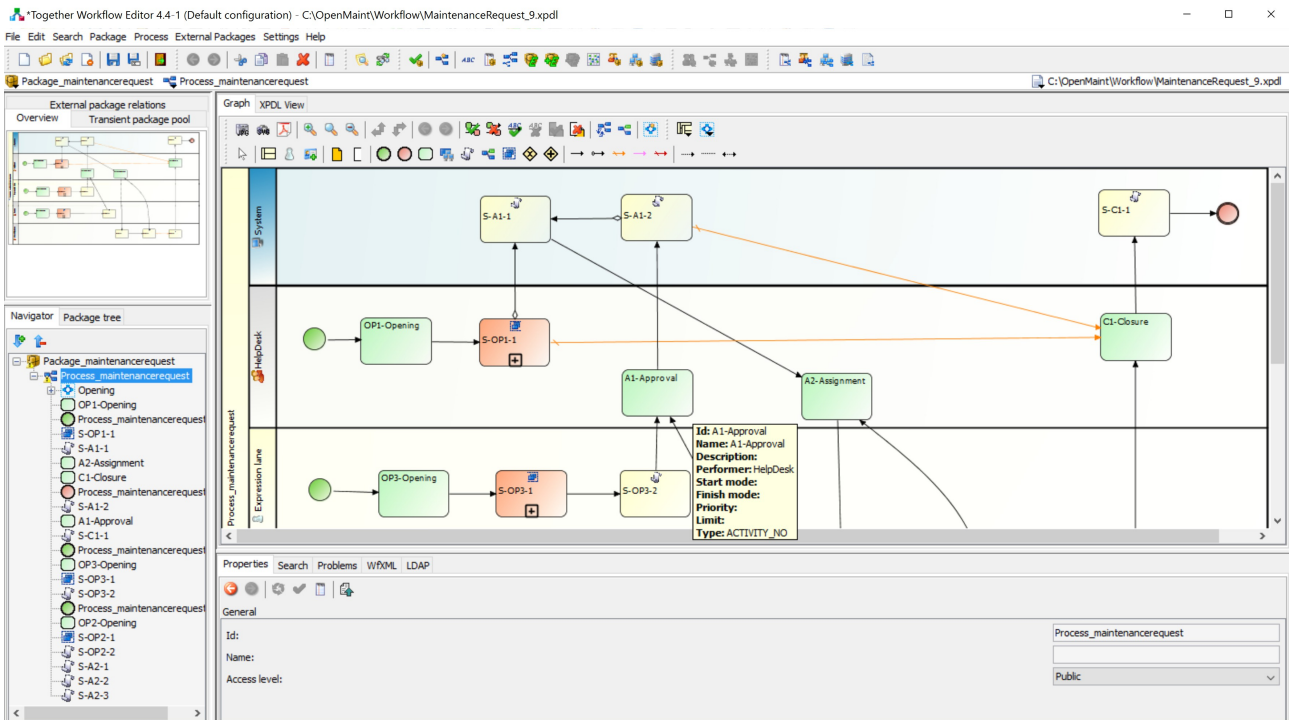 *Together Workflow Editor 4.4-1 (Default configuration) - C:\OpenMaint\Workflow\MaintenanceRequest_9.xpdl
File Edit Search Package Process External Packages Settings Help
Package_maintenancerequest Process_maintenancerequest C:\OpenMaint\Workflow\MaintenanceRequest_9.xpdl
External package relations
Overview Transient package pool
Graph XPDL View
System
S-A1-1
S-A1-2
S-C1-1
HelpDesk
OP1-Opening
S-OP1-1
C1-Closure
A1-Approval
A2-Assignment
Process_maintenancerequest
Expression lane
OP3-Opening
S-OP3-1
S-OP3-2
Id: A1-Approval
Name: A1-Approval
Description:
Performer: HelpDesk
Start mode:
Finish mode:
Priority:
Limit:
Type: ACTIVITY_NO
Navigator Package tree
Package_maintenancerequest
Process_maintenancerequest
Opening
OP1-Opening
Process_maintenancerequest
S-OP1-1
S-A1-1
A2-Assignment
C1-Closure
Process_maintenancerequest
S-A1-2
A1-Approval
S-C1-1
Process_maintenancerequest
OP3-Opening
S-OP3-1
S-OP3-2
Process_maintenancerequest
OP2-Opening
S-OP2-1
S-OP2-2
S-A2-1
S-A2-2
S-A2-3
Properties Search Problems WfXML LDAP
General
Id: Process_maintenancerequest
Name:
Access level: Public